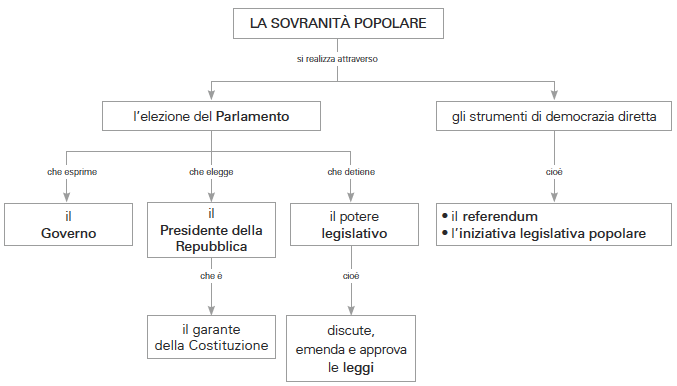 LA SOVRANITÀ POPOLARE
si realizza attraverso
l'elezione del Parlamento
gli strumenti di democrazia diretta
che esprime
che elegge
che detiene
cioè
il
Governo
il
Presidente della
Repubblica
il potere
legislativo
• il referendum
• l'iniziativa legislativa popolare
che è
cioè
il garante
della Costituzione
discute,
emenda e approva
le leggi